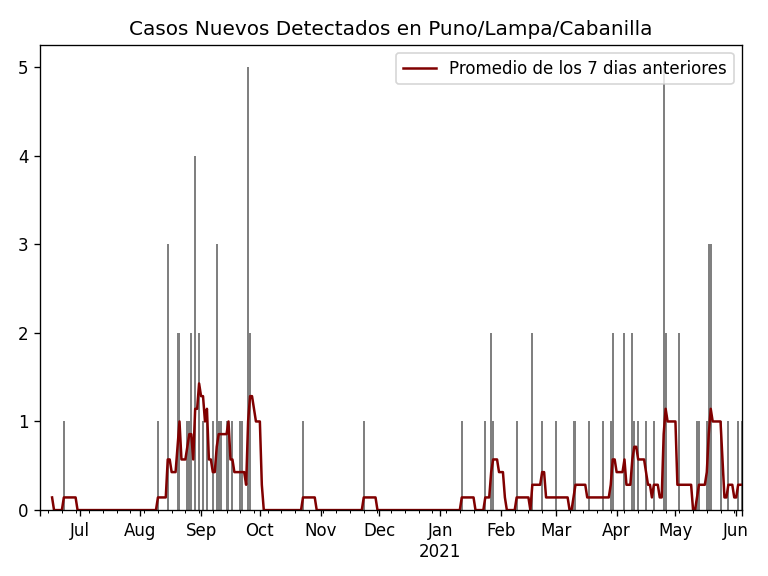 Casos Nuevos Detectados en Puno/Lampa/Cabanilla
Promedio de los 7 dias anteriores
5
4
3
2
1
0
Jul Aug Sep Oct Nov Dec Jan Feb Mar Apr May Jun
2021